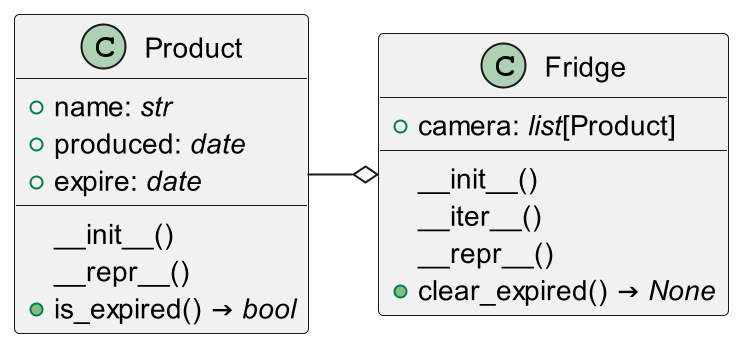 C Product
name: str
produced: date
expire: date
__init__()
__repr__()
is_expired() → bool
C Fridge
camera: list[Product]
__init__()
__iter__()
__repr__()
clear_expired() → None